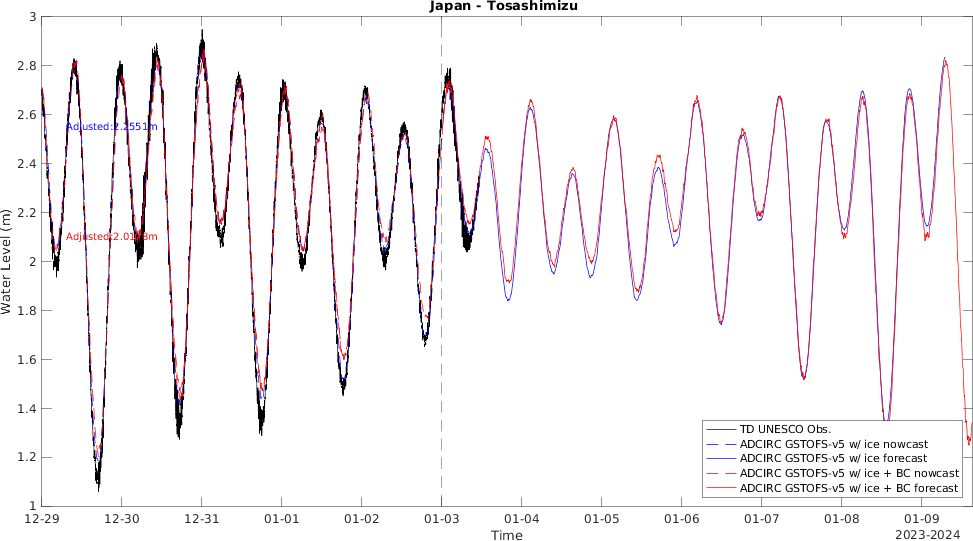 Japan - Tosashimizu
Water Level (m)
3
2.8
2.6
2.4
2.2
2
1.8
1.6
1.4
1.2
1
Adjusted:2.2551m
TD UNESCO Obs.
ADCIRC GSTOFS-v5 w/ ice nowcast
ADCIRC GSTOFS-v5 w/ ice forecast
ADCIRC GSTOFS-v5 w/ ice + BC nowcast
ADCIRC GSTOFS-v5 w/ ice + BC forecast
12-29 12-30 12-31 01-01 01-02 01-03 01-04 01-05 01-06 01-07 01-08 01-09
Time
2023-2024